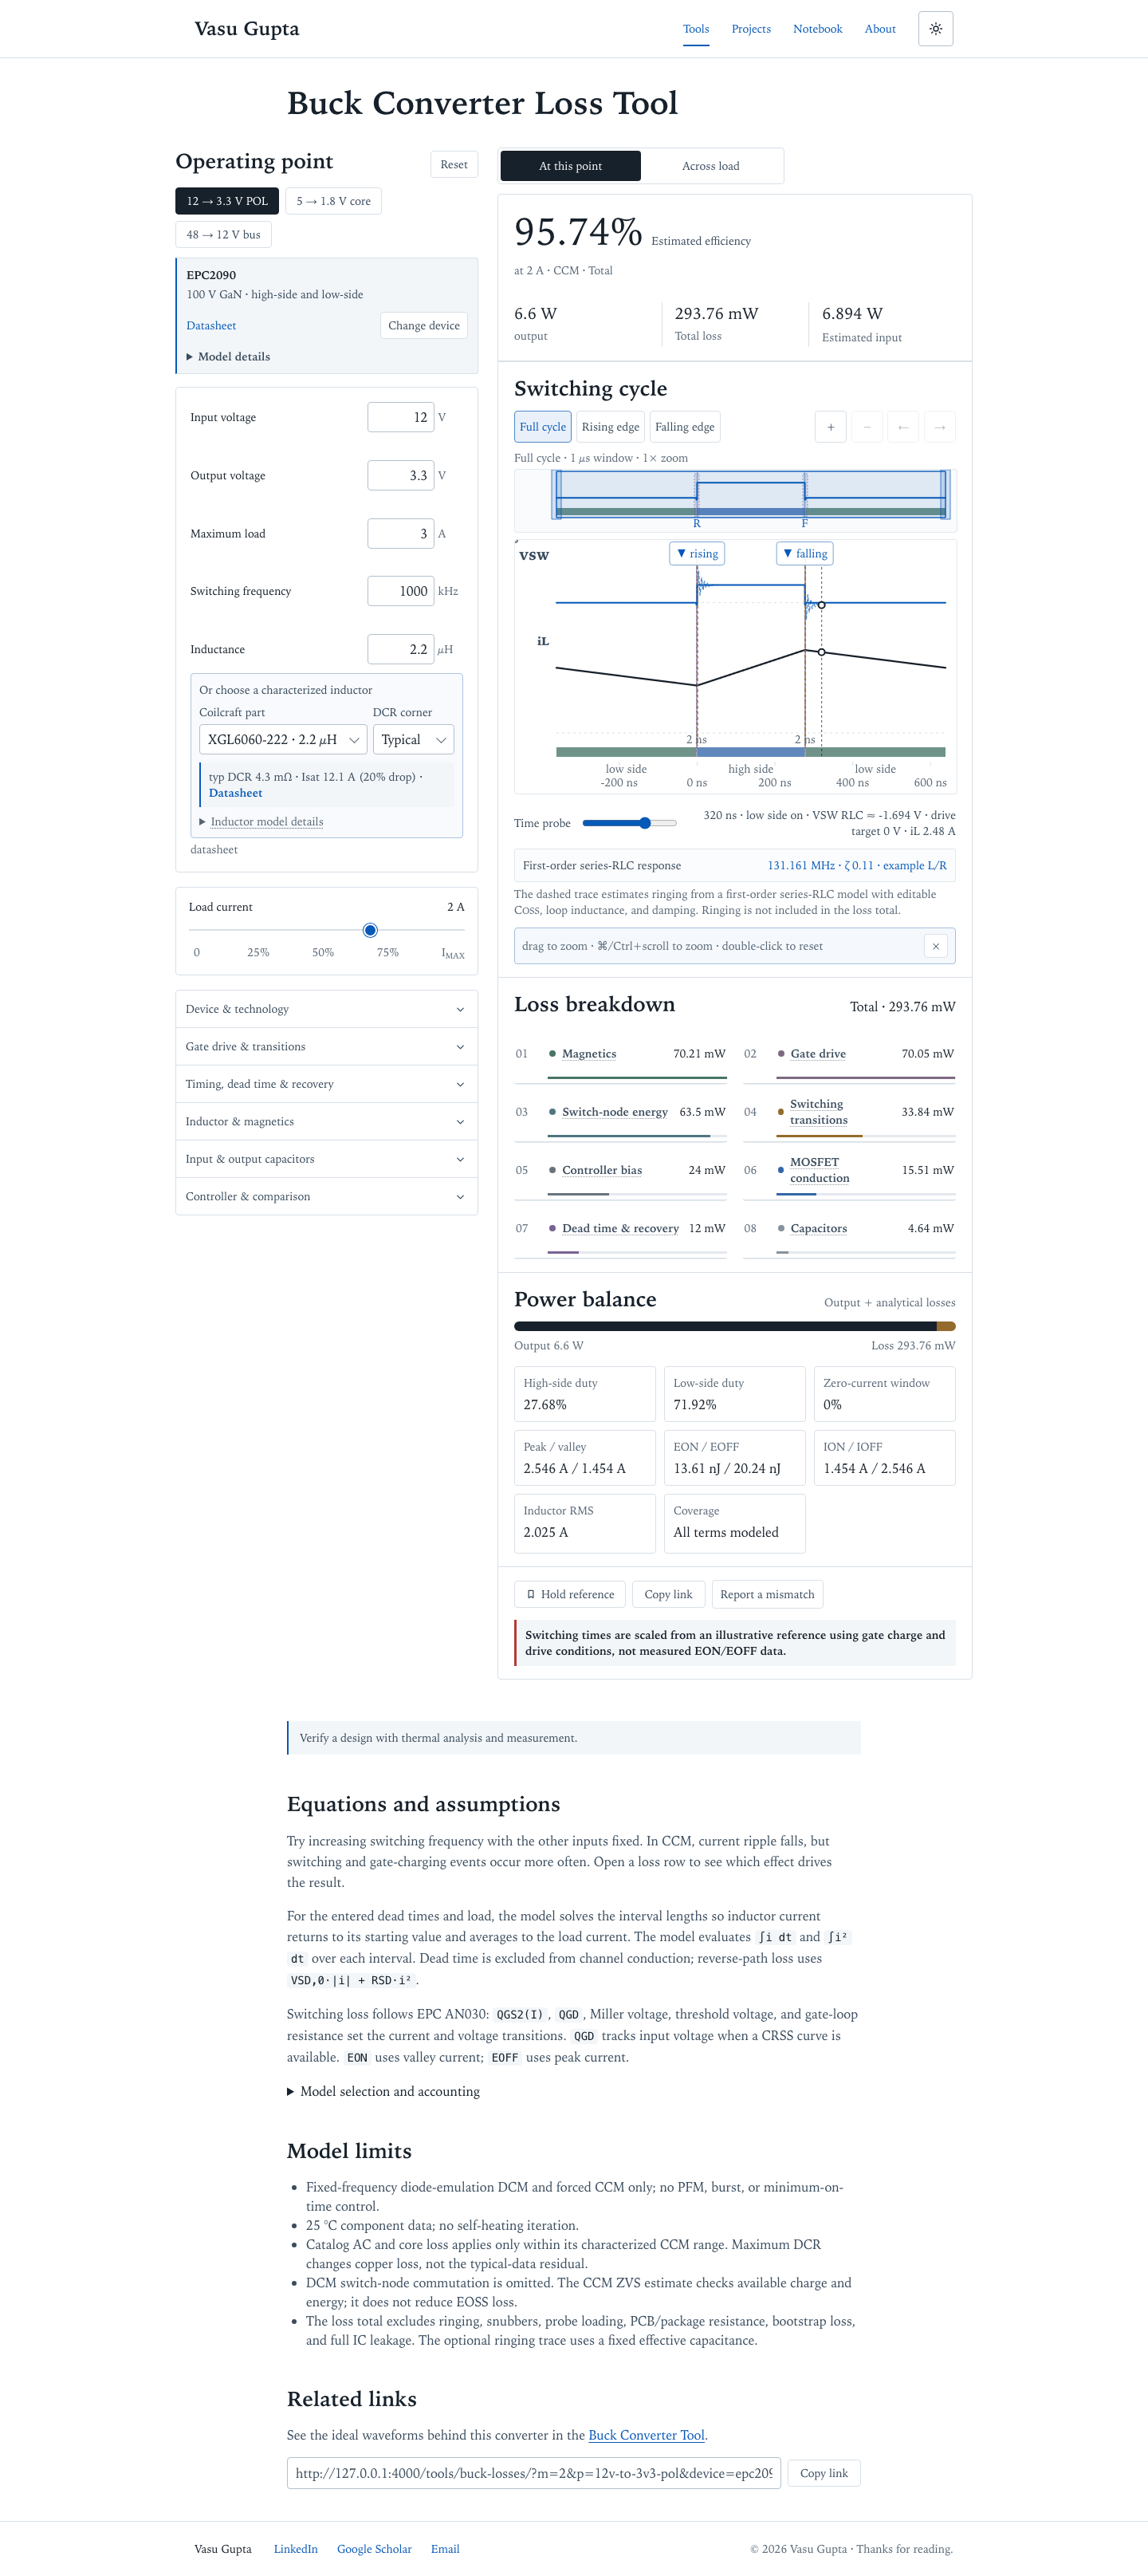 Vasu Gupta
Tools Projects Notebook About
Buck Converter Loss Tool
Operating point
Reset
12 → 3.3 V POL
5 → 1.8 V core
48 → 12 V bus
EPC2090
100 V GaN · high-side and low-side
Datasheet
Change device
▶ Model details
Input voltage 12 V
Output voltage 3.3 V
Maximum load 3 A
Switching frequency 1000 kHz
Inductance 2.2 μH
Or choose a characterized inductor
Coilcraft part DCR corner
XGL6060-222 · 2.2 μH Typical
typ DCR 4.3 mΩ · Isat 12.1 A (20% drop) ·
Datasheet
▶ Inductor model details
datasheet
Load current 2 A
0 25% 50% 75% IMAX
Device & technology
Gate drive & transitions
Timing, dead time & recovery
Inductor & magnetics
Input & output capacitors
Controller & comparison
At this point Across load
95.74% Estimated efficiency
at 2 A · CCM · Total
6.6 W
output
293.76 mW
Total loss
6.894 W
Estimated input
Switching cycle
Full cycle Rising edge Falling edge + − ← →
Full cycle · 1 μs window · 1× zoom
R F
VSW
▼ rising ▼ falling
iL
2 ns 2 ns
low side high side low side
-200 ns 0 ns 200 ns 400 ns 600 ns
Time probe
320 ns · low side on · VSW RLC ≈ -1.694 V · drive
target 0 V · iL 2.48 A
First-order series-RLC response 131.161 MHz · ζ 0.11 · example L/R
The dashed trace estimates ringing from a first-order series-RLC model with editable
COSS, loop inductance, and damping. Ringing is not included in the loss total.
drag to zoom · ⌘/Ctrl+scroll to zoom · double-click to reset ×
Loss breakdown Total · 293.76 mW
01 Magnetics 70.21 mW
02 Gate drive 70.05 mW
03 Switch-node energy 63.5 mW
04 Switching
transitions 33.84 mW
05 Controller bias 24 mW
06 MOSFET
conduction 15.51 mW
07 Dead time & recovery 12 mW
08 Capacitors 4.64 mW
Power balance Output + analytical losses
Output 6.6 W Loss 293.76 mW
High-side duty
27.68%
Low-side duty
71.92%
Zero-current window
0%
Peak / valley
2.546 A / 1.454 A
EON / EOFF
13.61 nJ / 20.24 nJ
ION / IOFF
1.454 A / 2.546 A
Inductor RMS
2.025 A
Coverage
All terms modeled
Hold reference Copy link Report a mismatch
Switching times are scaled from an illustrative reference using gate charge and
drive conditions, not measured EON/EOFF data.
Verify a design with thermal analysis and measurement.
Equations and assumptions
Try increasing switching frequency with the other inputs fixed. In CCM, current ripple falls, but
switching and gate-charging events occur more often. Open a loss row to see which effect drives
the result.
For the entered dead times and load, the model solves the interval lengths so inductor current
returns to its starting value and averages to the load current. The model evaluates ∫i dt and ∫i²
dt over each interval. Dead time is excluded from channel conduction; reverse-path loss uses
VSD,0·|i| + RSD·i².
Switching loss follows EPC AN030: QGS2(I), QGD, Miller voltage, threshold voltage, and gate-loop
resistance set the current and voltage transitions. QGD tracks input voltage when a CRSS curve is
available. EON uses valley current; EOFF uses peak current.
▶ Model selection and accounting
Model limits
• Fixed-frequency diode-emulation DCM and forced CCM only; no PFM, burst, or minimum-on-
time control.
• 25 °C component data; no self-heating iteration.
• Catalog AC and core loss applies only within its characterized CCM range. Maximum DCR
changes copper loss, not the typical-data residual.
• DCM switch-node commutation is omitted. The CCM ZVS estimate checks available charge and
energy; it does not reduce EOSS loss.
• The loss total excludes ringing, snubbers, probe loading, PCB/package resistance, bootstrap loss,
and full IC leakage. The optional ringing trace uses a fixed effective capacitance.
Related links
See the ideal waveforms behind this converter in the Buck Converter Tool.
http://127.0.0.1:4000/tools/buck-losses/?m=2&p=12v-to-3v3-pol&device=epc209 Copy link
Vasu Gupta LinkedIn Google Scholar Email © 2026 Vasu Gupta · Thanks for reading.